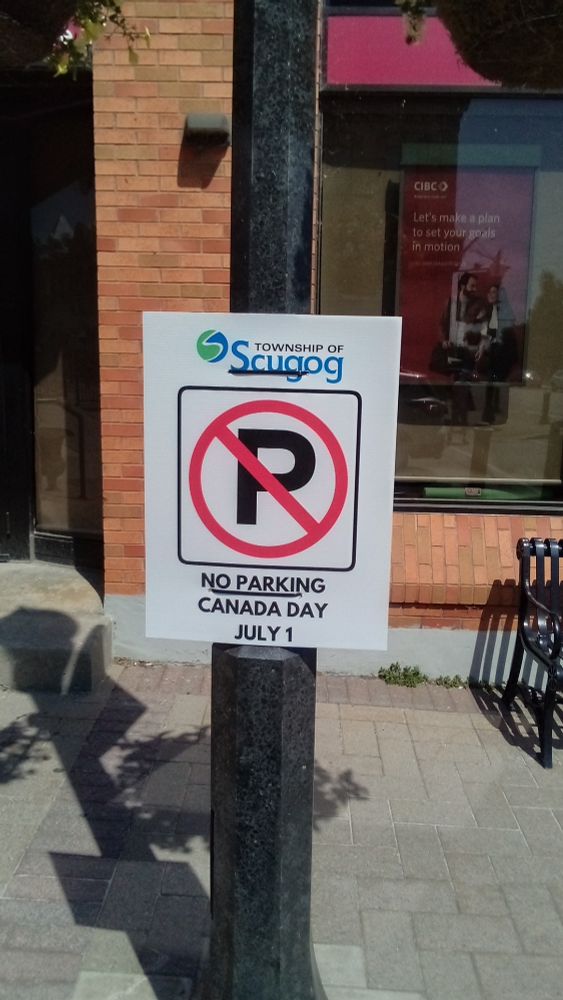 CIBC
Let's make a plan
to set your goals
in motion
TOWNSHIP OF
Scugog
P
NO PARKING
CANADA DAY
JULY 1